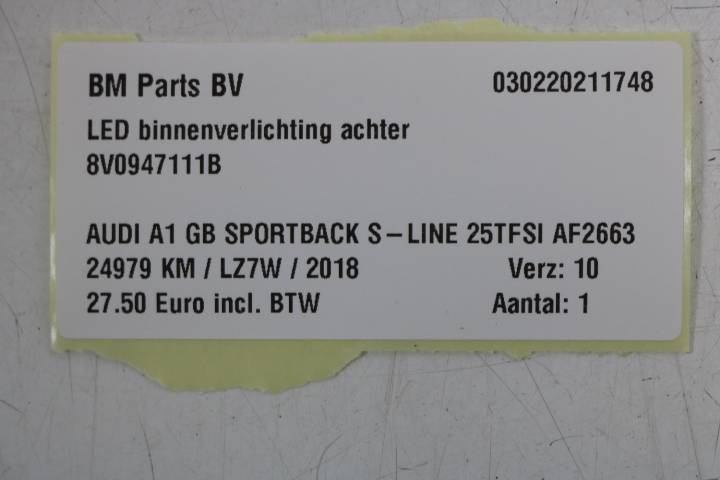 BM Parts BV 030220211748
LED binnenverlichting achter
8V0947111B
AUDI A1 GB SPORTBACK S-LINE 25TFSI AF2663
24979 KM / LZ7W / 2018 Verz: 10
27.50 Euro incl. BTW Aantal: 1